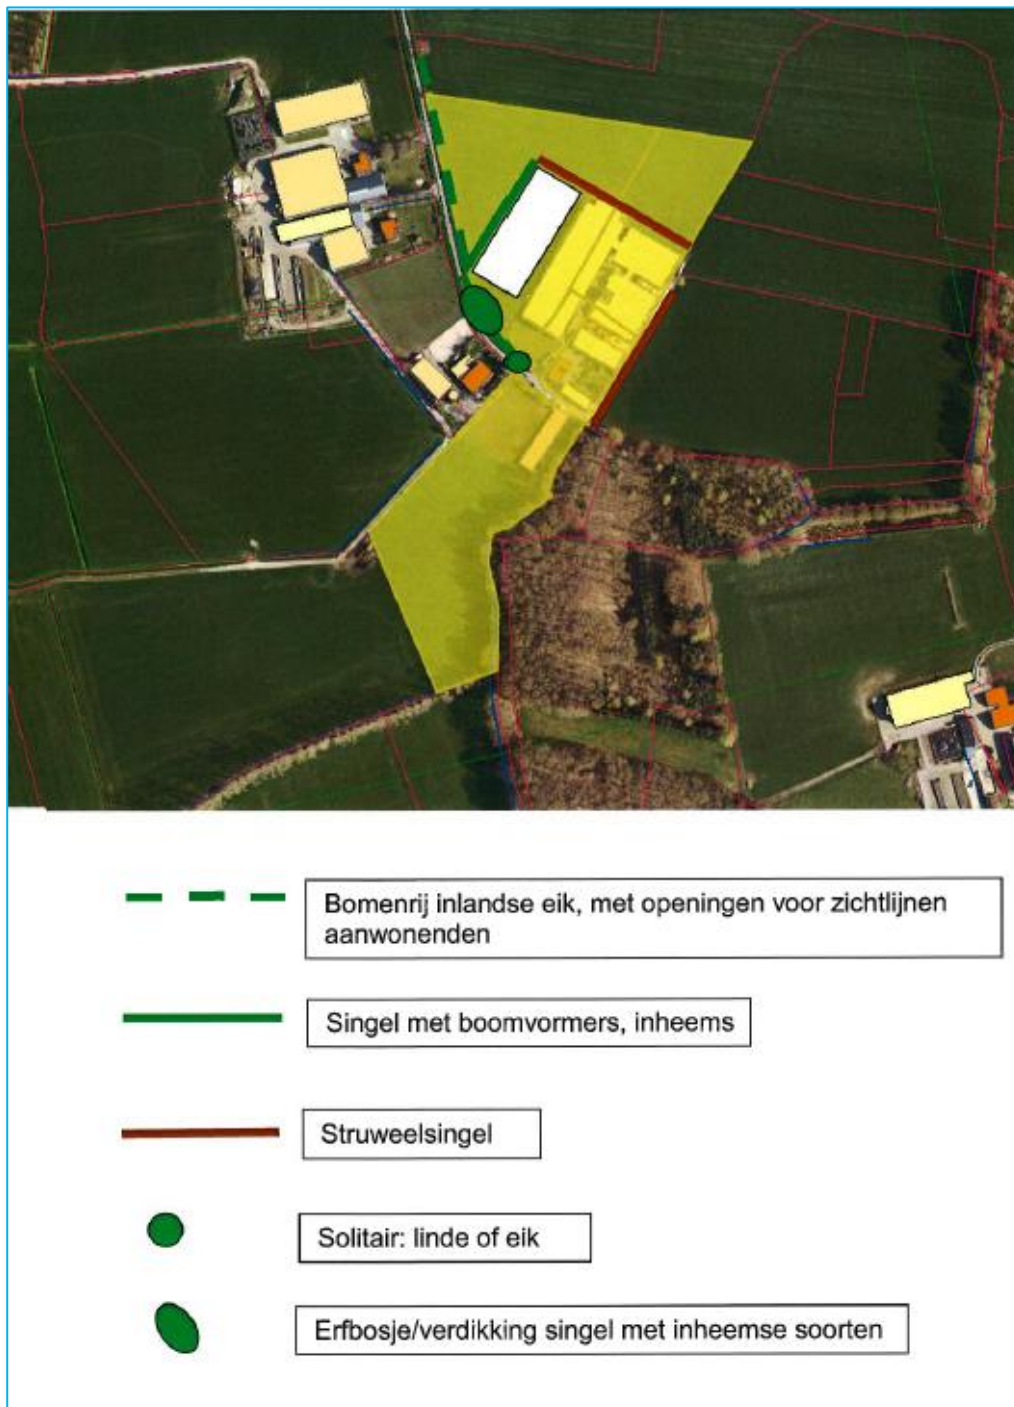 Bomenrij inlandse eik, met openingen voor zichtlijnen
aanwonenden
Singel met boomvormers, inheems
Struweelsingel
Solitair: linde of eik
Erfbosje/verdikking singel met inheemse soorten